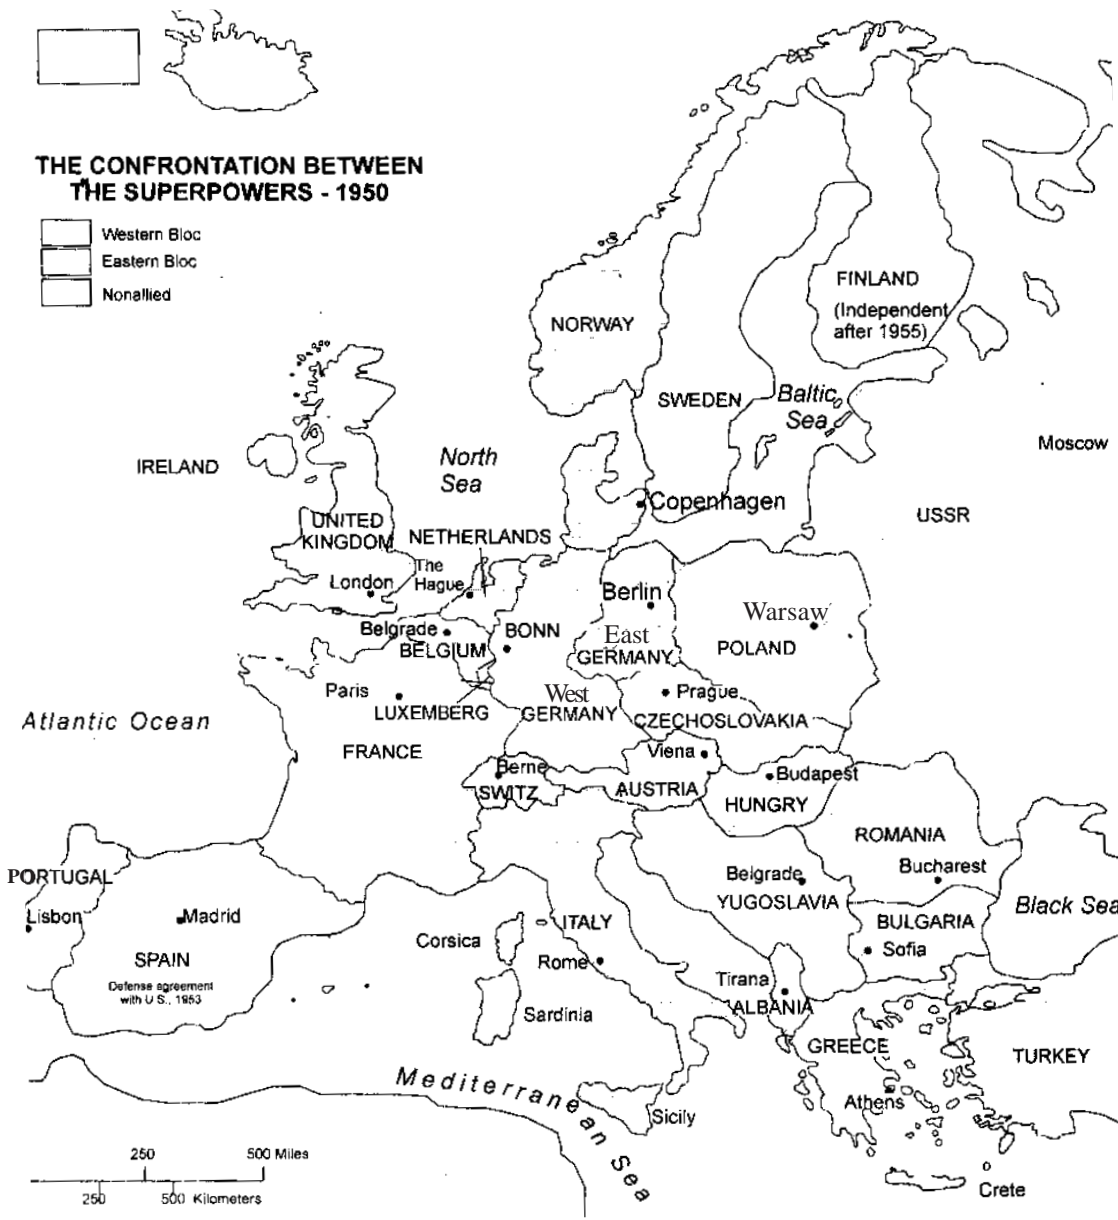 THE CONFRONTATION BETWEEN
THE SUPERPOWERS - 1950
Western Bloc
Eastern Bloc
Nonallied
FINLAND
(Independent
after 1955)
NORWAY
SWEDEN
Baltic
Sea
Moscow
North
Sea
IRELAND
Copenhagen
USSR
UNITED
KINGDOM
NETHERLANDS
The
Hague
London
Berlin
Warsaw
Belgrade
BELGIUM
BONN
East
GERMANY
POLAND
Paris
LUXEMBERG
West
GERMANY
Prague
CZECHOSLOVAKIA
Atlantic Ocean
FRANCE
Viena
Berne
SWITZ
AUSTRIA
Budapest
HUNGRY
ROMANIA
Bucharest
PORTUGAL
Lisbon
Madrid
Belgrade
YUGOSLAVIA
BULGARIA
Sofia
Black Sea
Corsica
ITALY
Rome
SPAIN
Defense agreement
with U.S., 1953
Tirana
ALBANIA
Sardinia
GREECE
TURKEY
Mediterranean Sea
Athens
Sicily
250
500 Miles
250
500 Kilometers
Crete